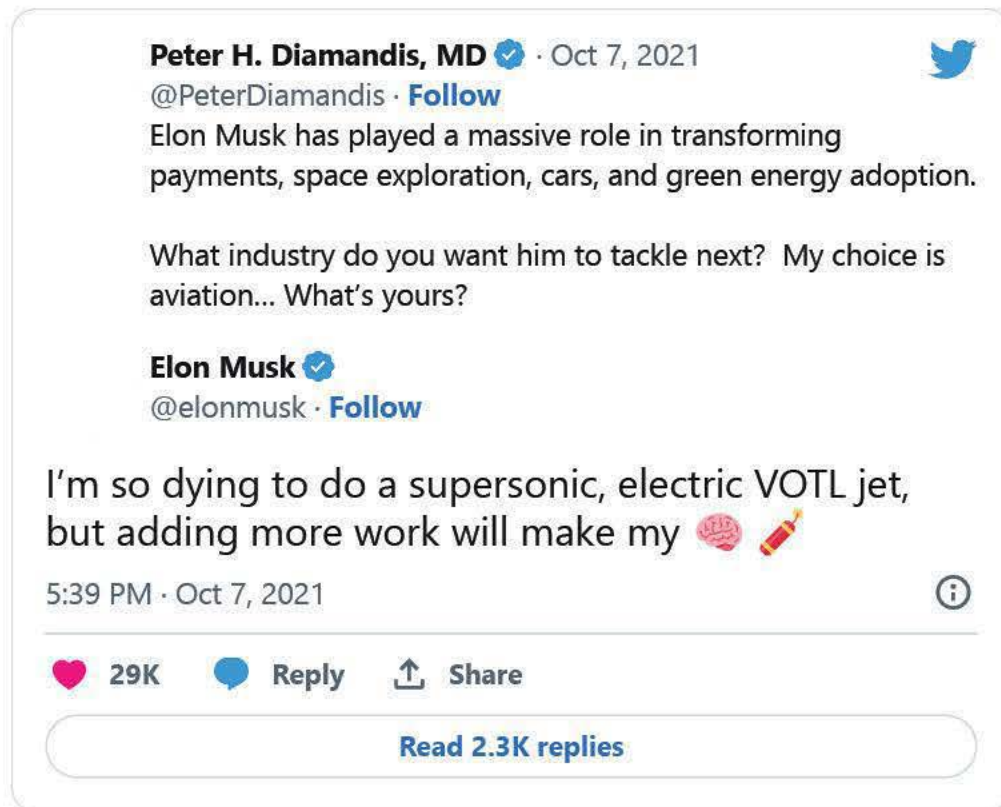 Peter H. Diamandis, MD · Oct 7, 2021
@PeterDiamandis · Follow
Elon Musk has played a massive role in transforming
payments, space exploration, cars, and green energy adoption.
What industry do you want him to tackle next? My choice is
aviation... What's yours?
Elon Musk
@elonmusk · Follow
I'm so dying to do a supersonic, electric VOTL jet,
but adding more work will make my 🧠 🧨
5:39 PM · Oct 7, 2021
29K Reply Share
Read 2.3K replies